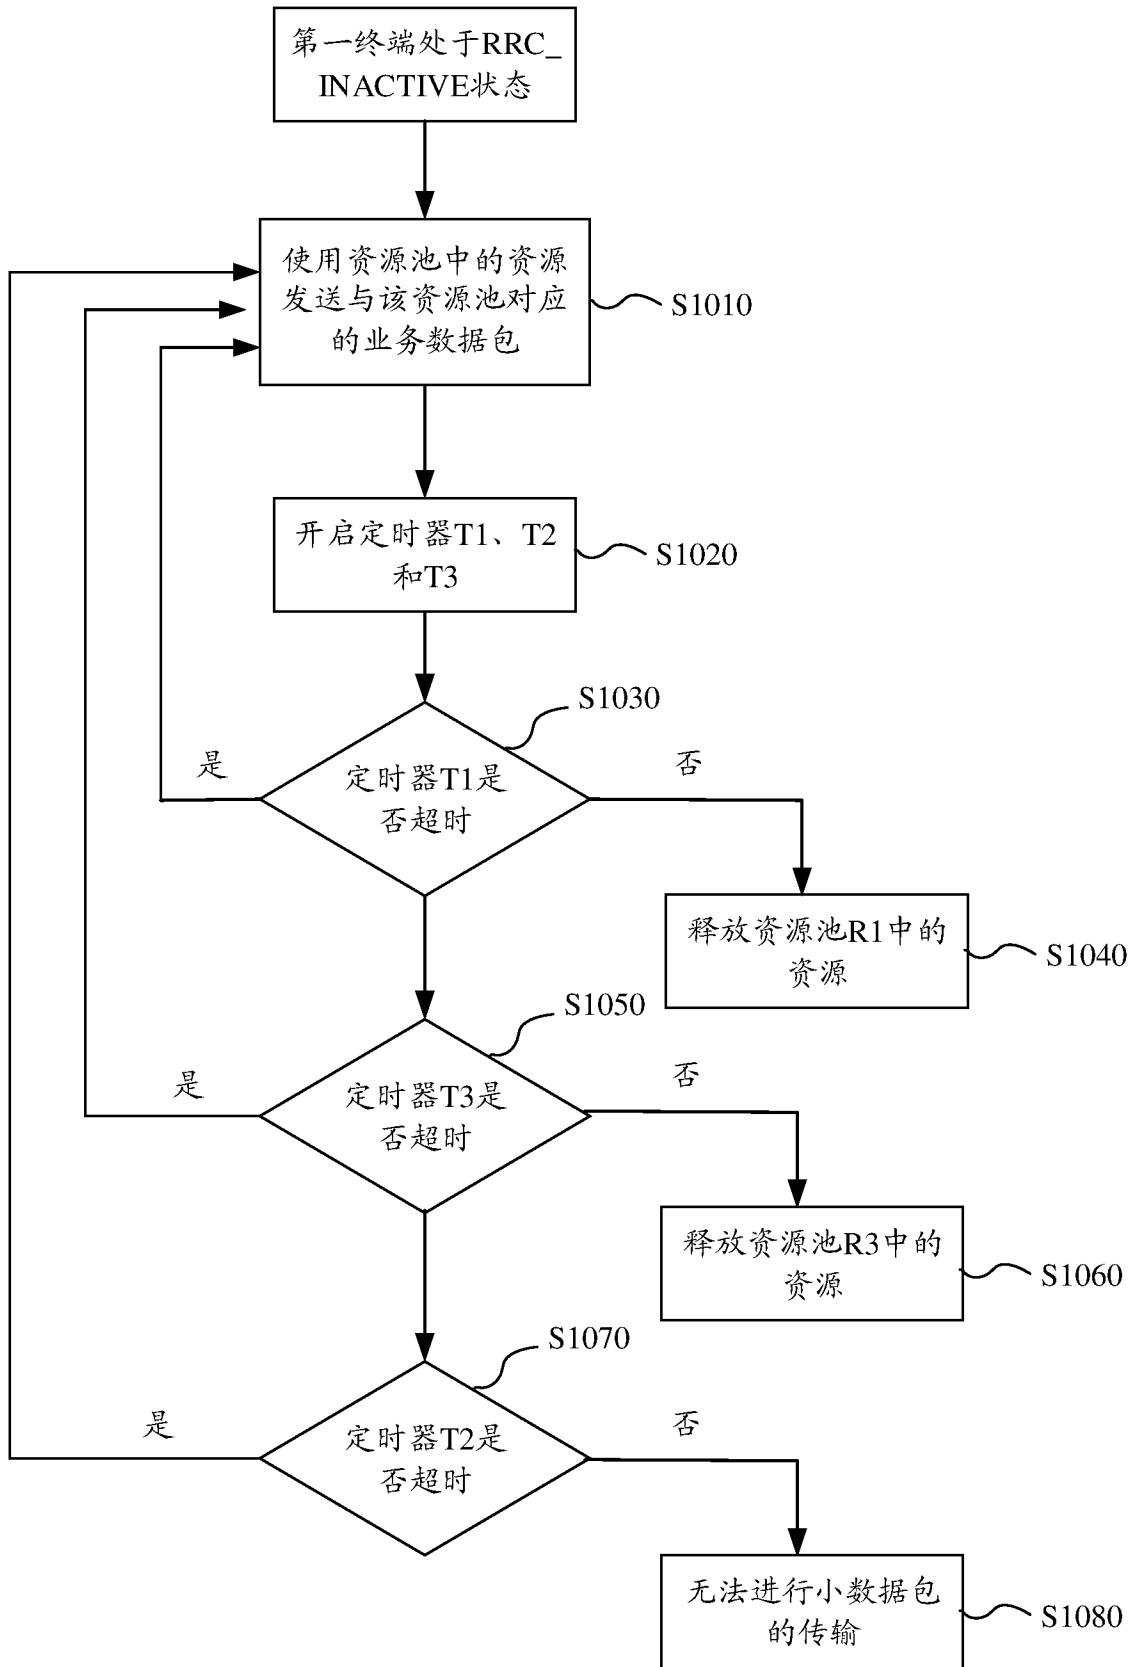 第一终端处于RRC_
INACTIVE状态
使用资源池中的资源
发送与该资源池对应
的业务数据包
S1010
开启定时器T1、T2
和T3
S1020
S1030
是
定时器T1是
否超时
否
释放资源池R1中的
资源
S1040
S1050
是
定时器T3是
否超时
否
释放资源池R3中的
资源
S1060
S1070
是
定时器T2是
否超时
否
无法进行小数据包
的传输
S1080